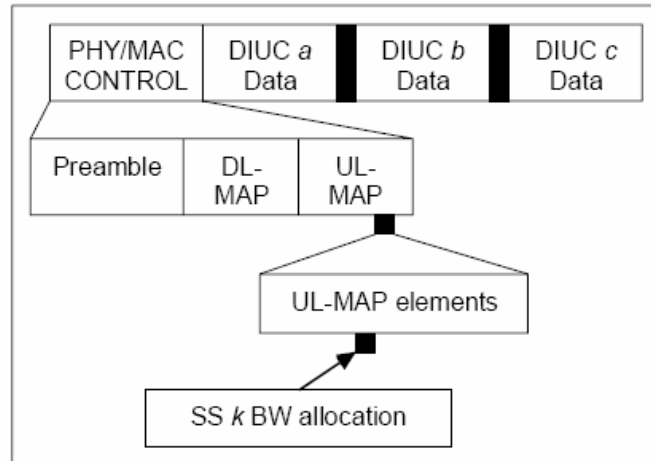 PHY/MAC
CONTROL
DIUC a
Data
DIUC b
Data
DIUC c
Data
Preamble
DL-
MAP
UL-
MAP
UL-MAP elements
SS k BW allocation